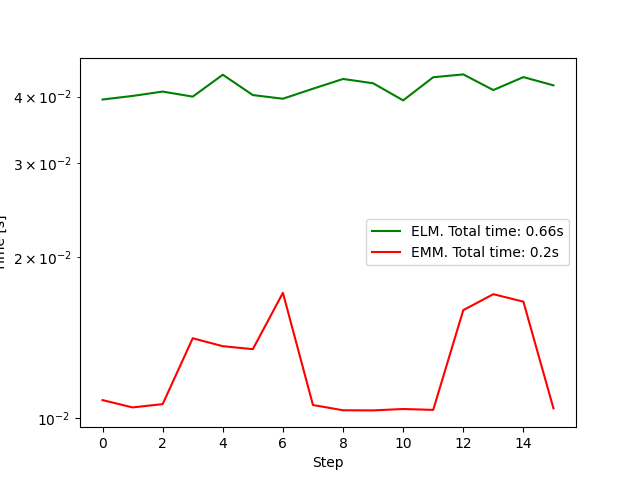 4 × 10⁻²
3 × 10⁻²
2 × 10⁻²
10⁻²
ELM. Total time: 0.66s
EMM. Total time: 0.2s
0 2 4 6 8 10 12 14
Step